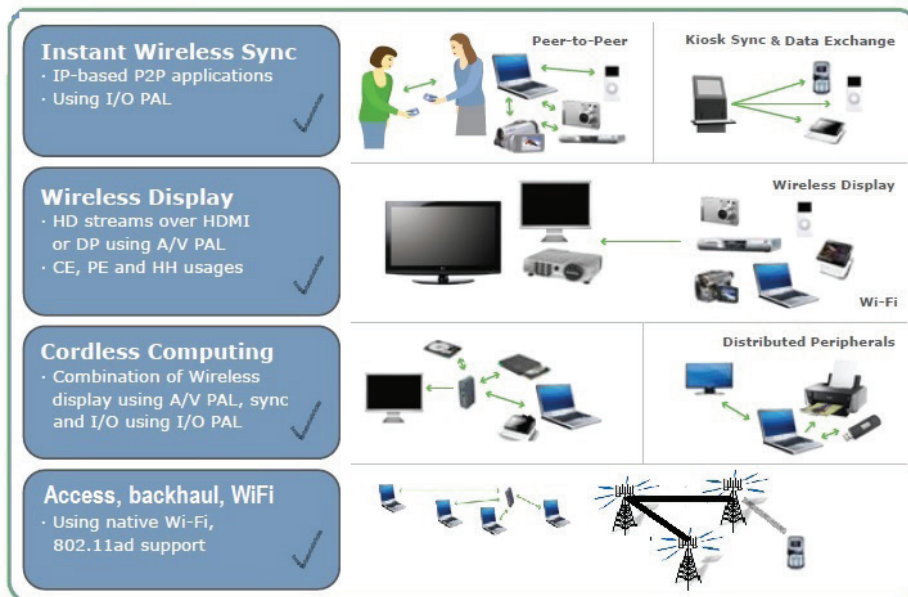 Instant Wireless Sync
· IP-based P2P applications
· Using I/O PAL
Peer-to-Peer
Kiosk Sync & Data Exchange
Wireless Display
· HD streams over HDMI
or DP using A/V PAL
· CE, PE and HH usages
Wireless Display
Wi-Fi
Cordless Computing
· Combination of Wireless
display using A/V PAL, sync
and I/O using I/O PAL
Distributed Peripherals
Access, backhaul, WiFi
· Using native Wi-Fi,
802.11ad support